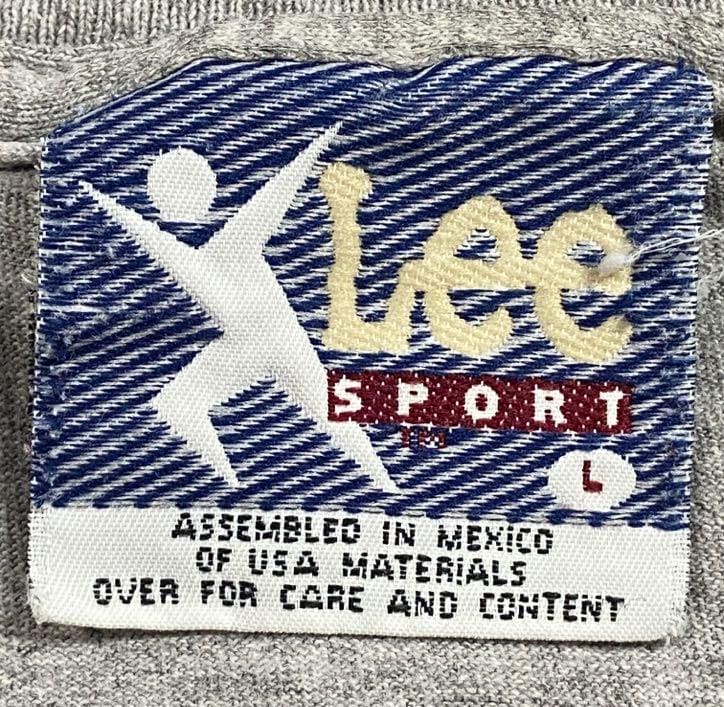 Lee
SPORT
TM
L
ASSEMBLED IN MEXICO
OF USA MATERIALS
OVER FOR CARE AND CONTENT